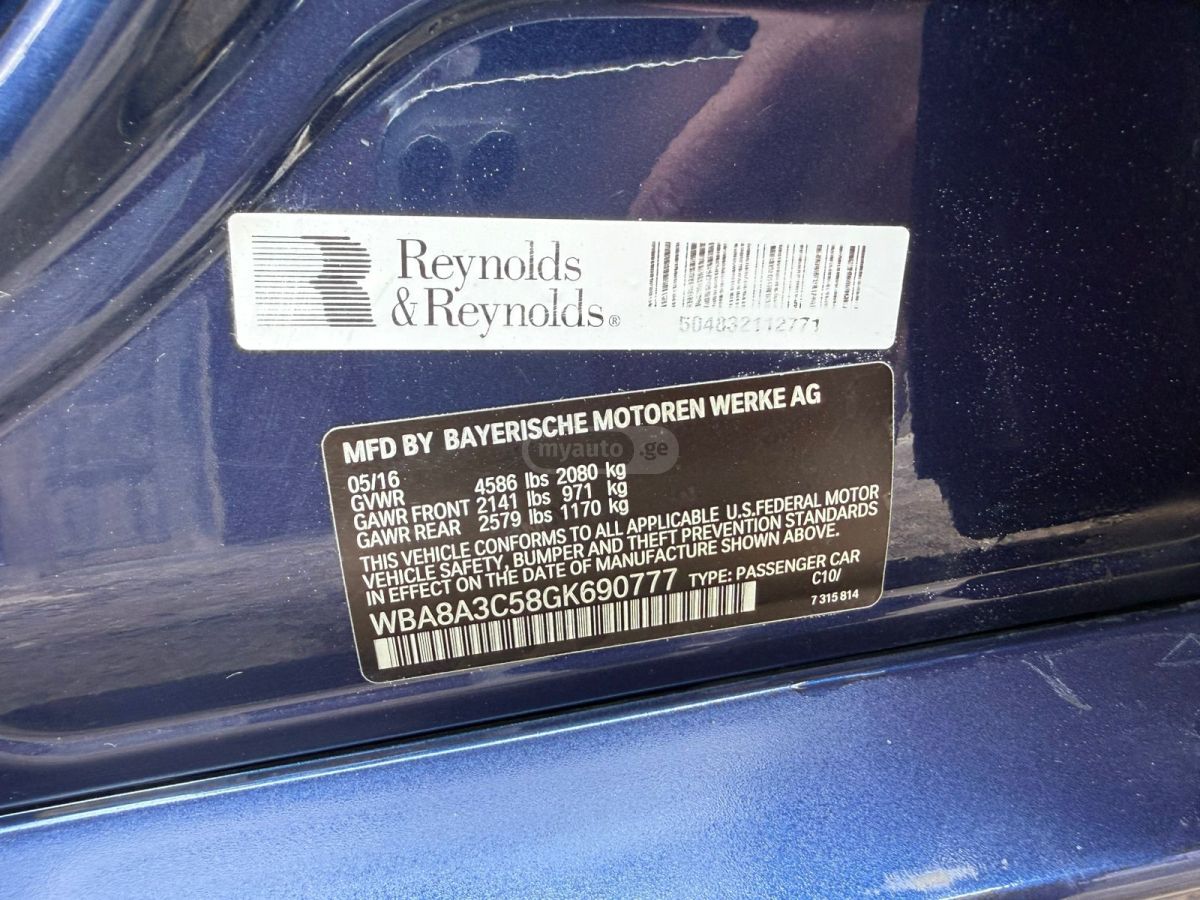 Reynolds
& Reynolds®
504832112771
MFD BY BAYERISCHE MOTOREN WERKE AG
myauto.ge
05/16
GVWR 4586 lbs 2080 kg
GAWR FRONT 2141 lbs 971 kg
GAWR REAR 2579 lbs 1170 kg
THIS VEHICLE CONFORMS TO ALL APPLICABLE U.S.FEDERAL MOTOR
VEHICLE SAFETY, BUMPER AND THEFT PREVENTION STANDARDS
IN EFFECT ON THE DATE OF MANUFACTURE SHOWN ABOVE.
WBA8A3C58GK690777 TYPE: PASSENGER CAR
C10/
7 315 814